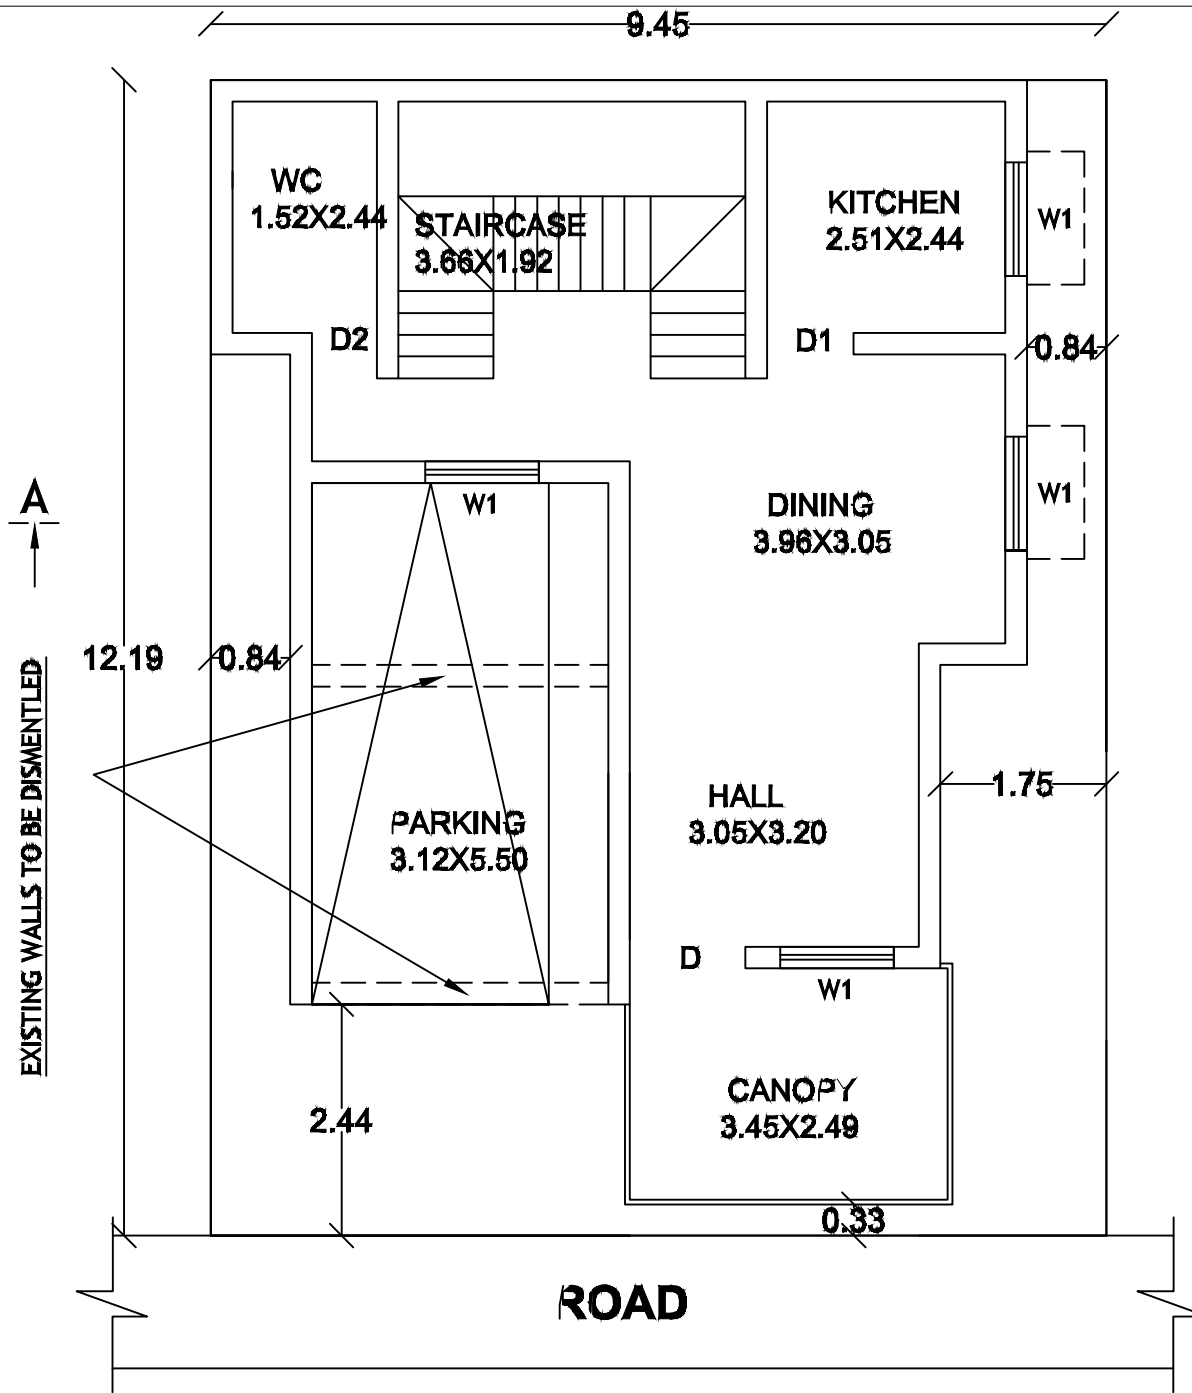 9.45
WC
1.52X2.44
STAIRCASE
3.66X1.92
KITCHEN
2.51X2.44
W1
D2
D1
0.84
A
W1
DINING
3.96X3.05
W1
12.19
0.84
EXISTING WALLS TO BE DISMENTLED
HALL
3.05X3.20
1.75
PARKING
3.12X5.50
D
W1
CANOPY
3.45X2.49
2.44
0.33
ROAD